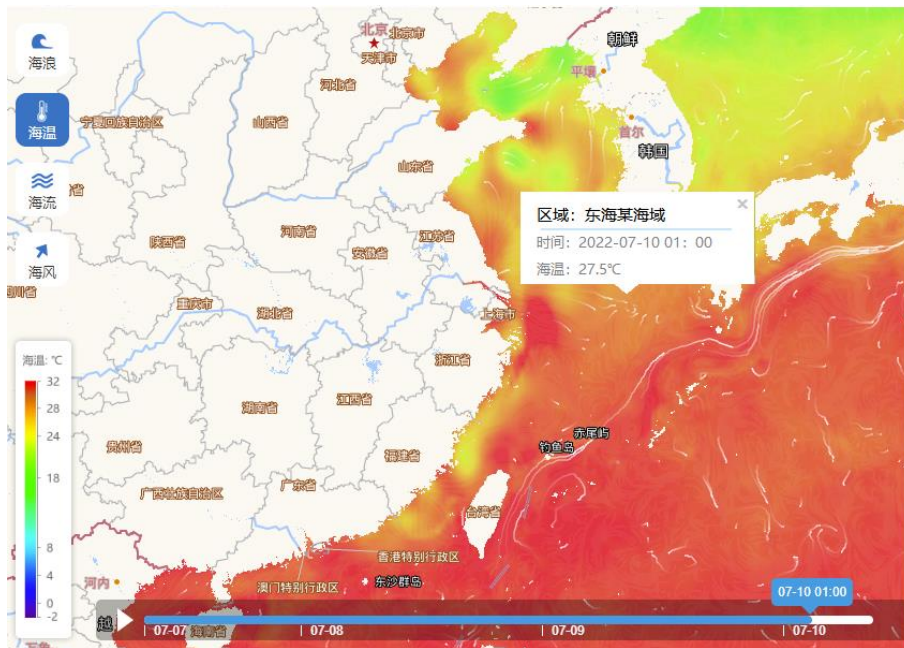 海浪
海温
海流
海风
北京
北京市
天津市
河北省
朝鲜
平壤
首尔
韩国
宁夏回族自治区
山西省
山东省
省
陕西省
河南省
江苏省
安徽省
区域：东海某海域
时间：2022-07-10 01：00
海温：27.5℃
川省
重庆市
湖北省
上海市
浙江省
海温: ℃
32
28
24
18
8
4
0
-2
湖南省
江西省
贵州省
福建省
赤尾屿
钓鱼岛
广西壮族自治区
广东省
台湾省
香港特别行政区
澳门特别行政区
东沙群岛
河内
越
海南省
07-10 01:00
07-07
07-08
07-09
07-10